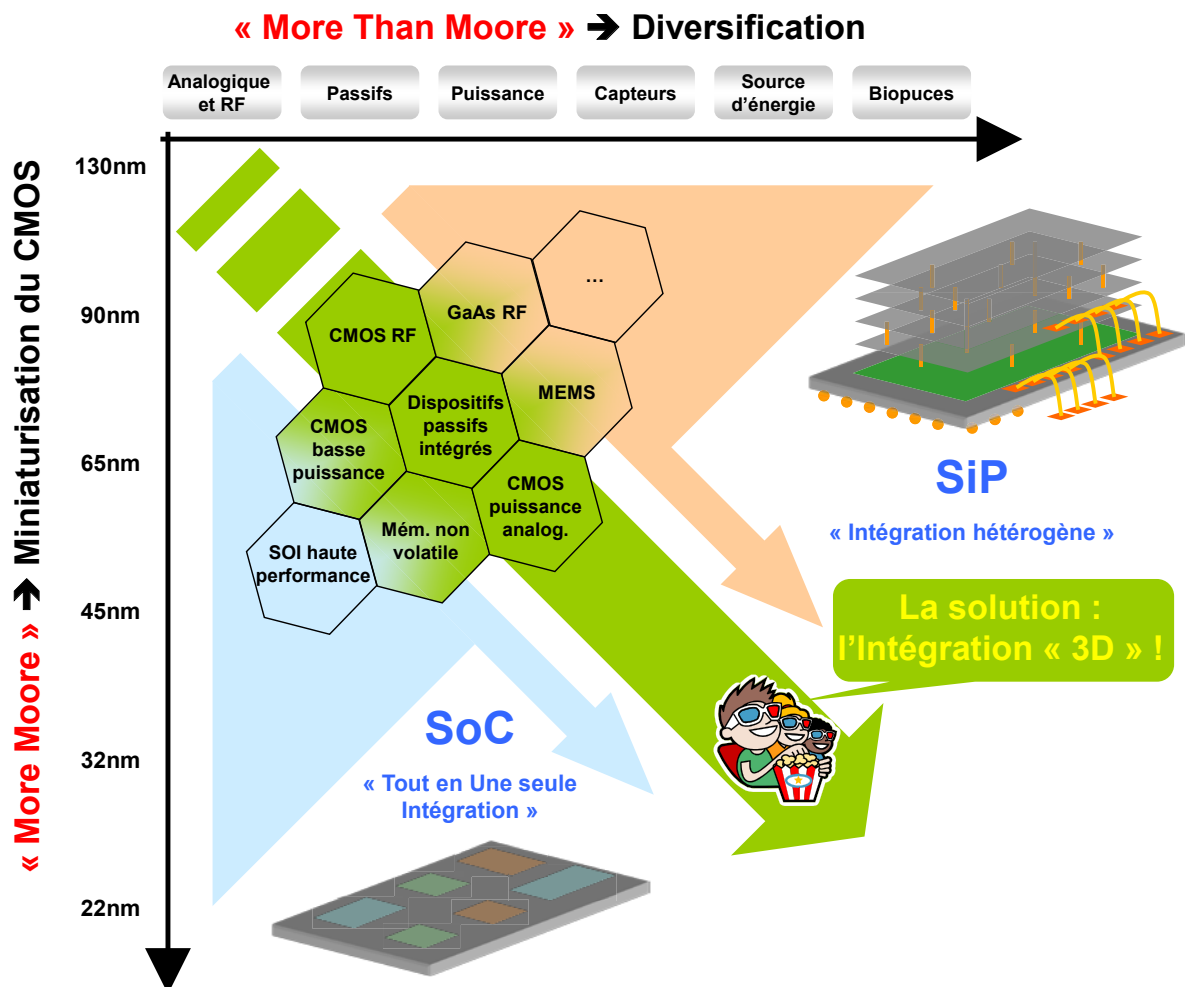 « More Than Moore » ➔ Diversification
Analogique
et RF
Passifs
Puissance
Capteurs
Source
d'énergie
Biopuces
« More Moore » ➔ Miniaturisation du CMOS
130nm
90nm
65nm
45nm
32nm
22nm
...
GaAs RF
CMOS RF
MEMS
Dispositifs
passifs
intégrés
CMOS
basse
puissance
CMOS
puissance
analog.
Mém. non
volatile
SOI haute
performance
SiP
« Intégration hétérogène »
La solution :
l'Intégration « 3D » !
SoC
« Tout en Une seule
Intégration »